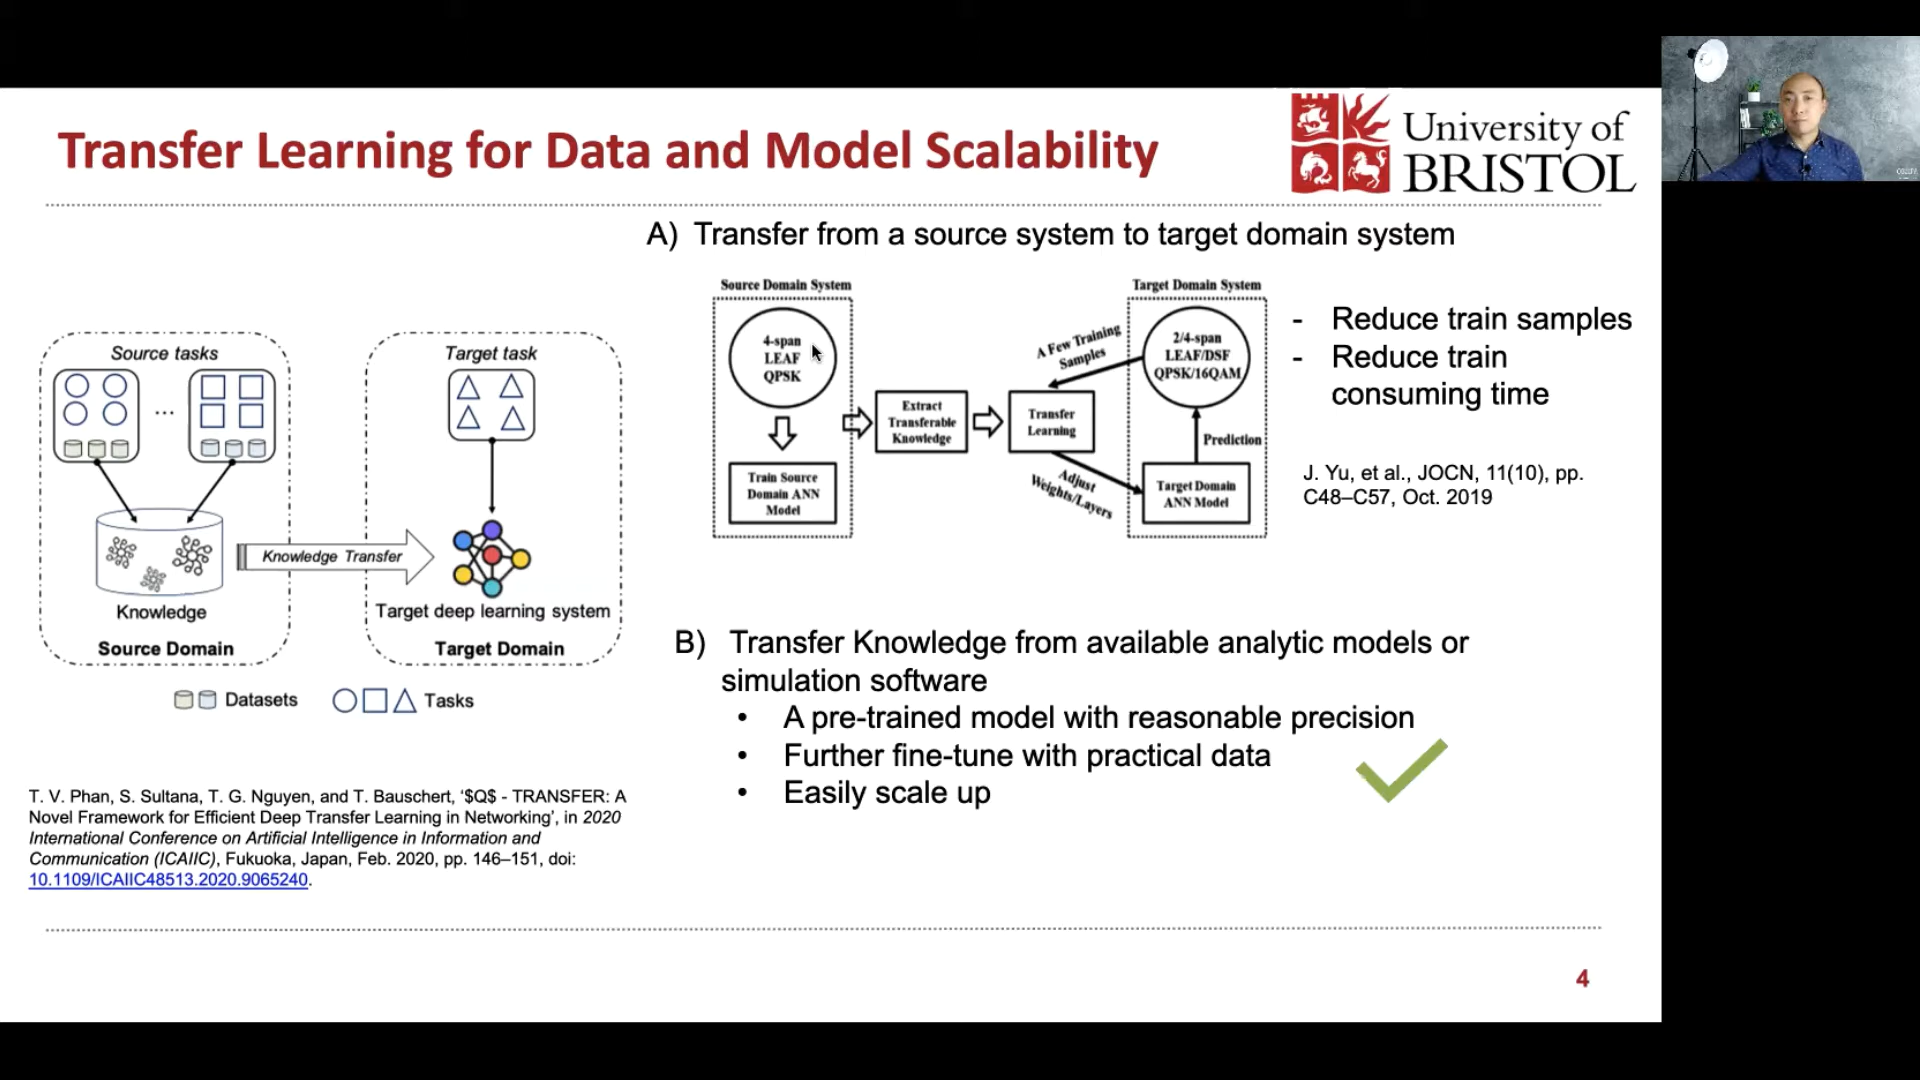 Transfer Learning for Data and Model Scalability
University of
BRISTOL
A) Transfer from a source system to target domain system
Source Domain System
4-span
LEAF
QPSK
Train Source
Domain ANN
Model
Extract
Transferable
Knowledge
Transfer
Learning
A Few Training
Samples
Adjust
Weights/Layers
Target Domain System
2/4-span
LEAF/DSF
QPSK/16QAM
Prediction
Target Domain
ANN Model
- Reduce train samples
- Reduce train
consuming time
J. Yu, et al., JOCN, 11(10), pp.
C48–C57, Oct. 2019
Source tasks
...
Knowledge
Source Domain
Knowledge Transfer
Target task
Target deep learning system
Target Domain
Datasets
Tasks
B) Transfer Knowledge from available analytic models or
simulation software
• A pre-trained model with reasonable precision
• Further fine-tune with practical data
• Easily scale up
T. V. Phan, S. Sultana, T. G. Nguyen, and T. Bauschert, ‘$Q$ - TRANSFER: A
Novel Framework for Efficient Deep Transfer Learning in Networking’, in 2020
International Conference on Artificial Intelligence in Information and
Communication (ICAIIC), Fukuoka, Japan, Feb. 2020, pp. 146–151, doi:
10.1109/ICAIIC48513.2020.9065240.
4